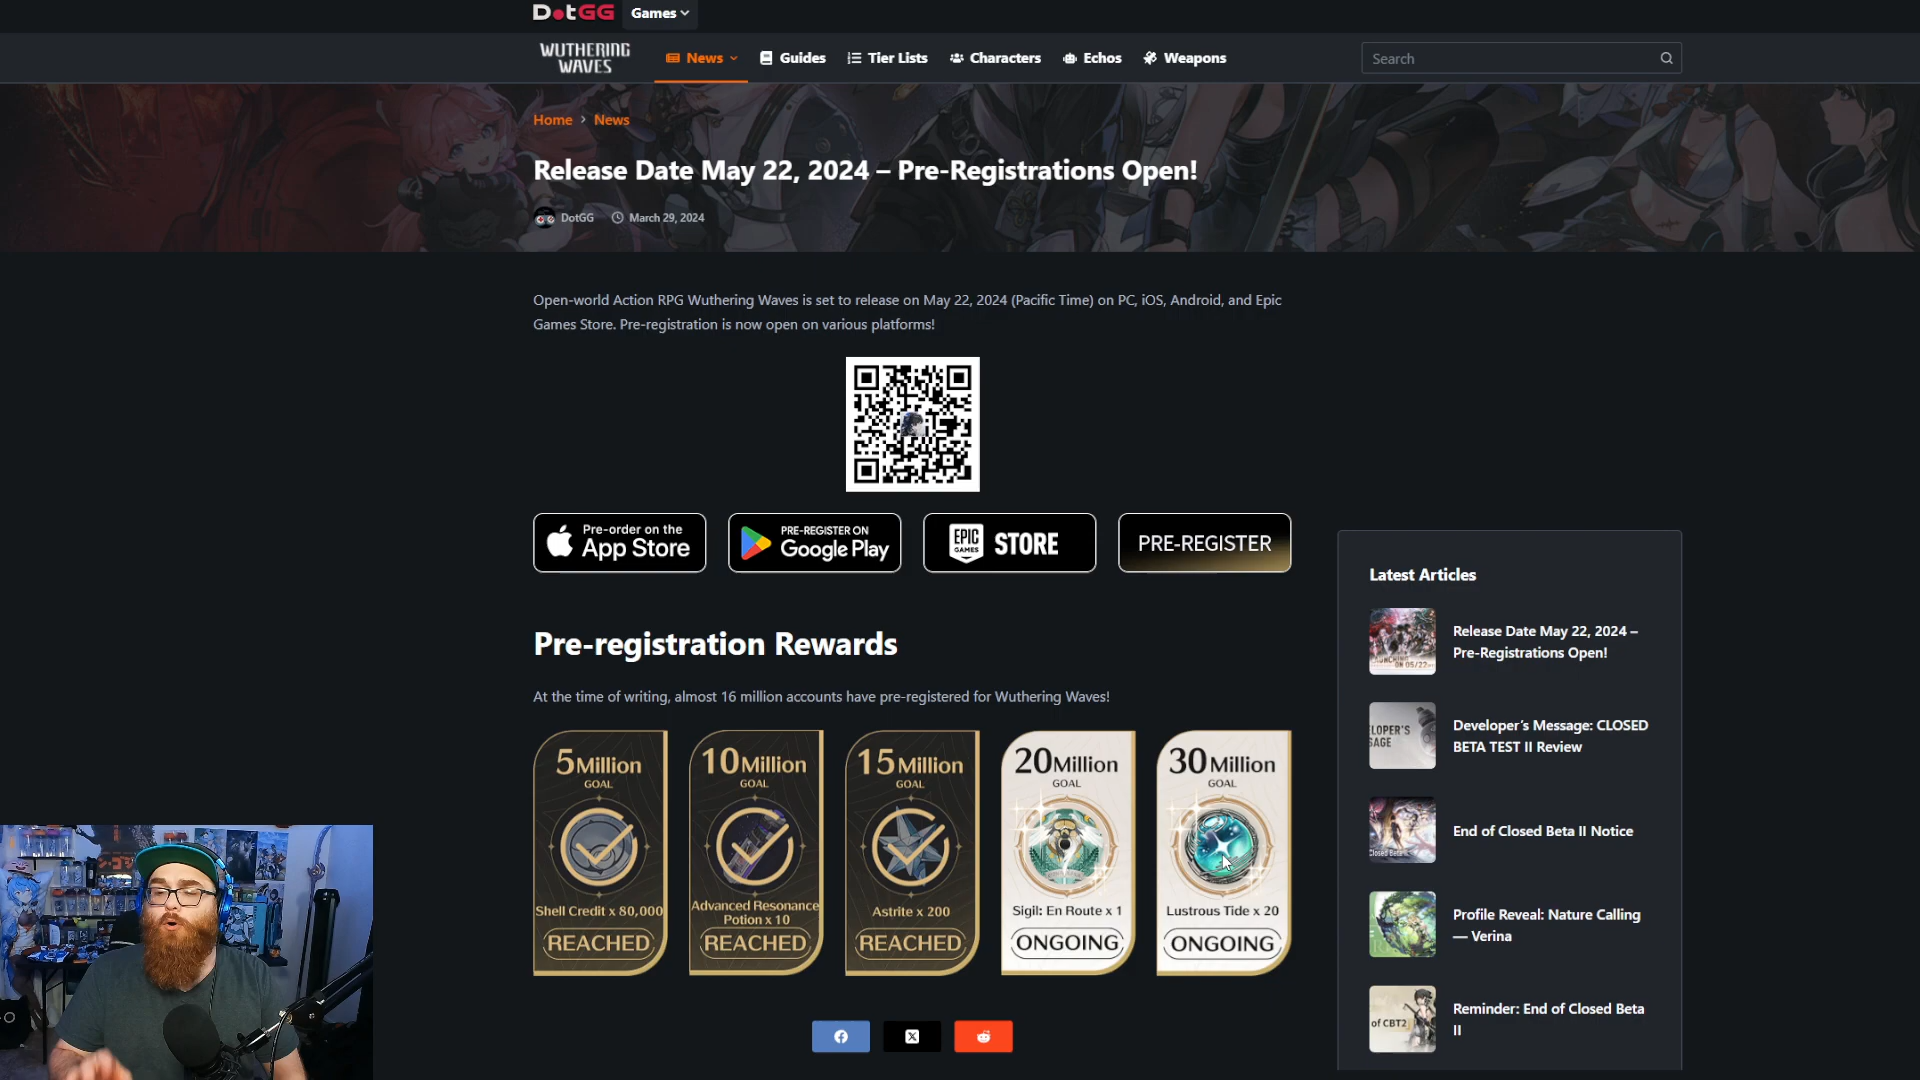 DotGG
Games
WUTHERING
WAVES
News
Guides
Tier Lists
Characters
Echos
Weapons
Search
Home › News
Release Date May 22, 2024 – Pre-Registrations Open!
DotGG
March 29, 2024
Open-world Action RPG Wuthering Waves is set to release on May 22, 2024 (Pacific Time) on PC, iOS, Android, and Epic
Games Store. Pre-registration is now open on various platforms!
Pre-order on the
App Store
PRE-REGISTER ON
Google Play
EPIC
GAMES
STORE
PRE-REGISTER
Pre-registration Rewards
At the time of writing, almost 16 million accounts have pre-registered for Wuthering Waves!
5Million
GOAL
Shell Credit x 80,000
REACHED
10Million
GOAL
Advanced Resonance
Potion x 10
REACHED
15Million
GOAL
Astrite x 200
REACHED
20Million
GOAL
Sigil: En Route x 1
ONGOING
30Million
GOAL
Lustrous Tide x 20
ONGOING
Latest Articles
Release Date May 22, 2024 –
Pre-Registrations Open!
Developer's Message: CLOSED
BETA TEST II Review
End of Closed Beta II Notice
Profile Reveal: Nature Calling
— Verina
of CBT2
Reminder: End of Closed Beta
II